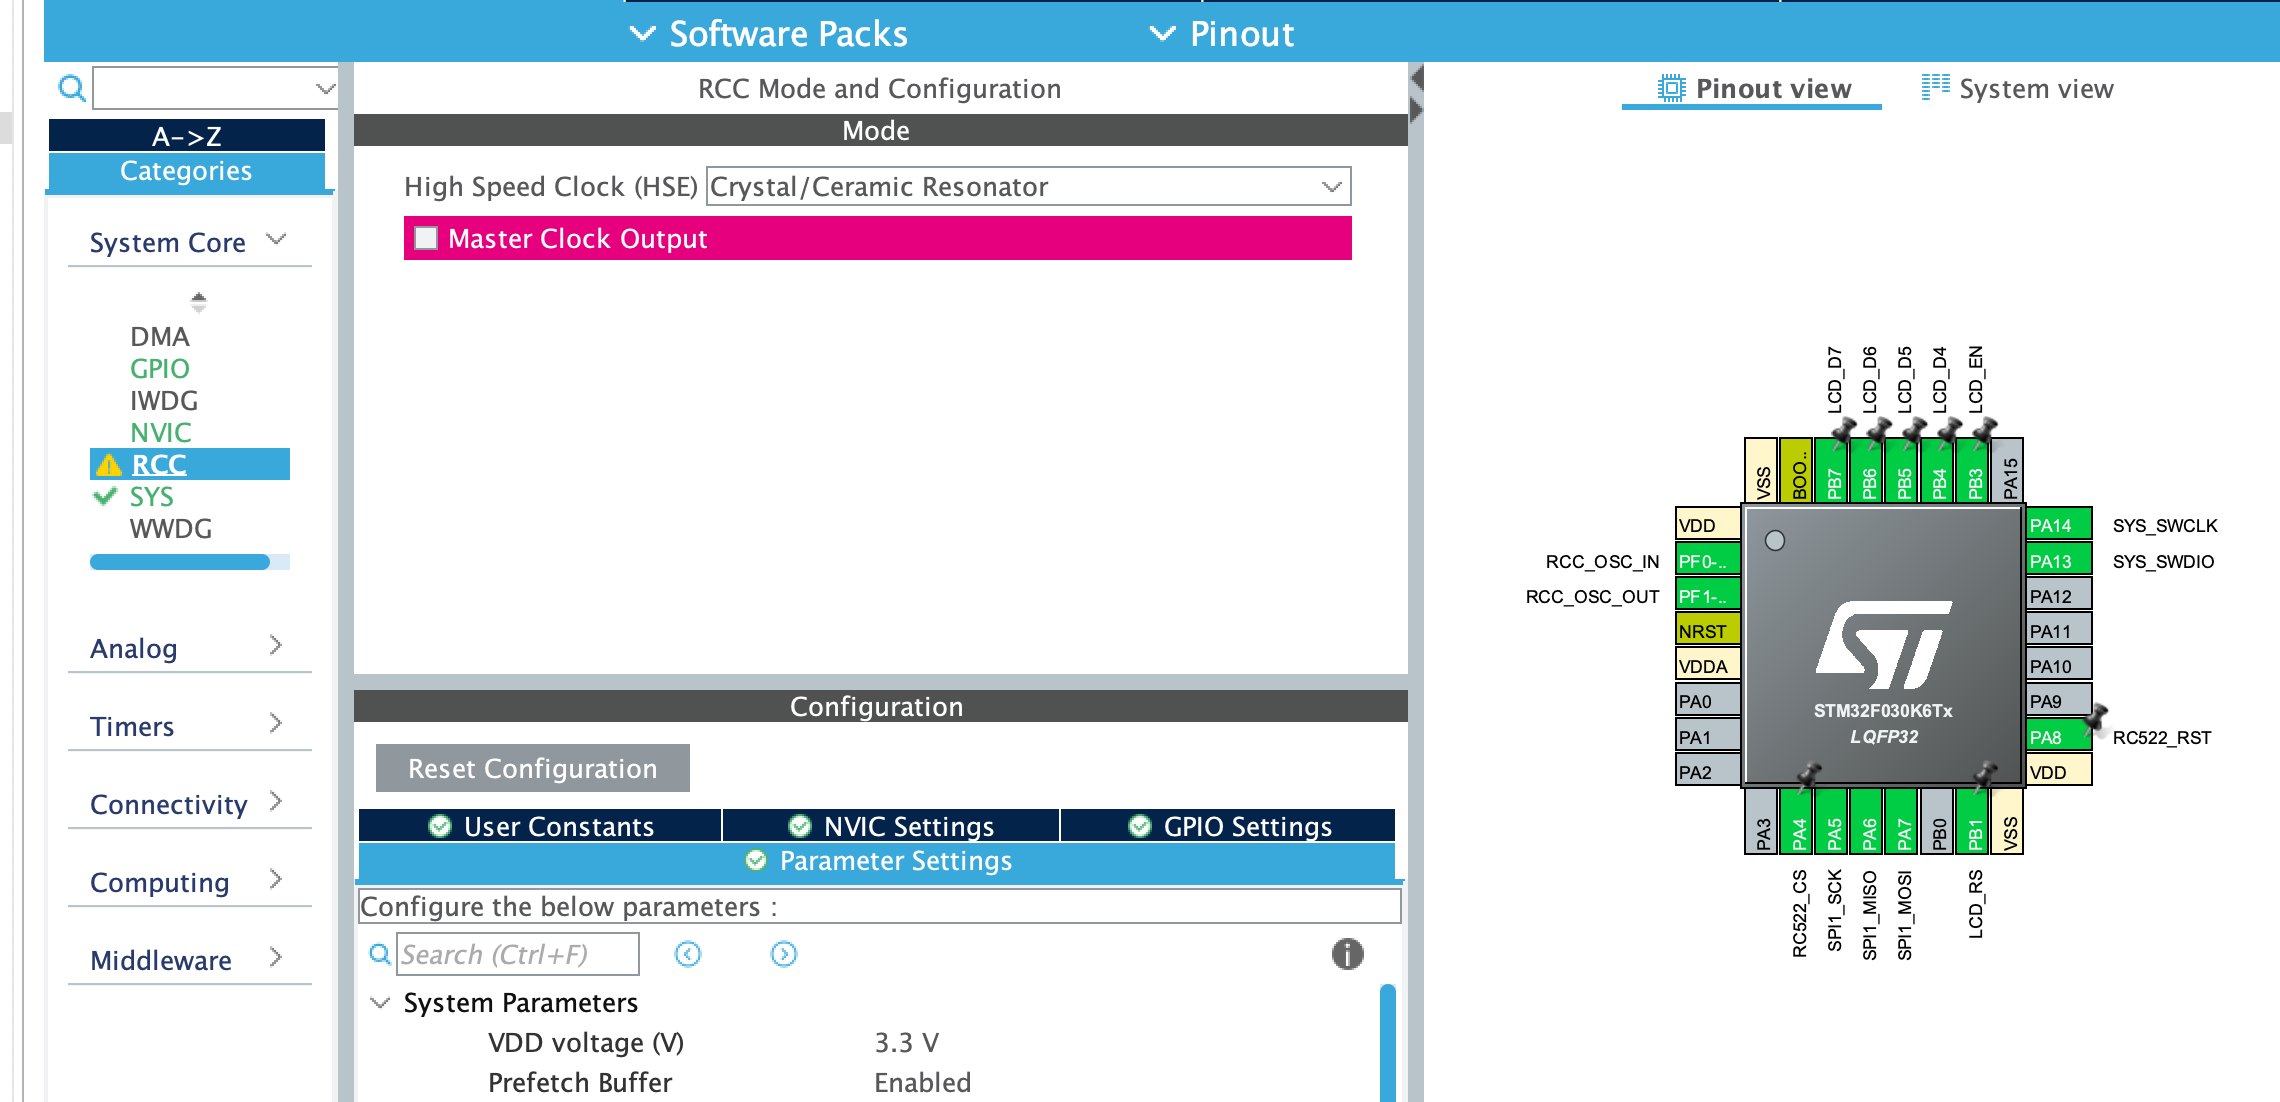 Software Packs
Pinout
A->Z
Categories
System Core
DMA
GPIO
IWDG
NVIC
RCC
SYS
WWDG
Analog
Timers
Connectivity
Computing
Middleware
RCC Mode and Configuration
Mode
High Speed Clock (HSE) Crystal/Ceramic Resonator
Master Clock Output
Configuration
Reset Configuration
User Constants
NVIC Settings
GPIO Settings
Parameter Settings
Configure the below parameters :
Search (Ctrl+F)
System Parameters
VDD voltage (V) 3.3 V
Prefetch Buffer Enabled
Pinout view
System view
LCD_D7
LCD_D6
LCD_D5
LCD_D4
LCD_EN
VSS
BOO..
PB7
PB6
PB5
PB4
PB3
PA15
VDD
RCC_OSC_IN PF0-..
RCC_OSC_OUT PF1-..
NRST
VDDA
PA0
PA1
PA2
ST
STM32F030K6Tx
LQFP32
PA14 SYS_SWCLK
PA13 SYS_SWDIO
PA12
PA11
PA10
PA9
PA8 RC522_RST
VDD
PA3
PA4
PA5
PA6
PA7
PB0
PB1
VSS
RC522_CS
SPI1_SCK
SPI1_MISO
SPI1_MOSI
LCD_RS